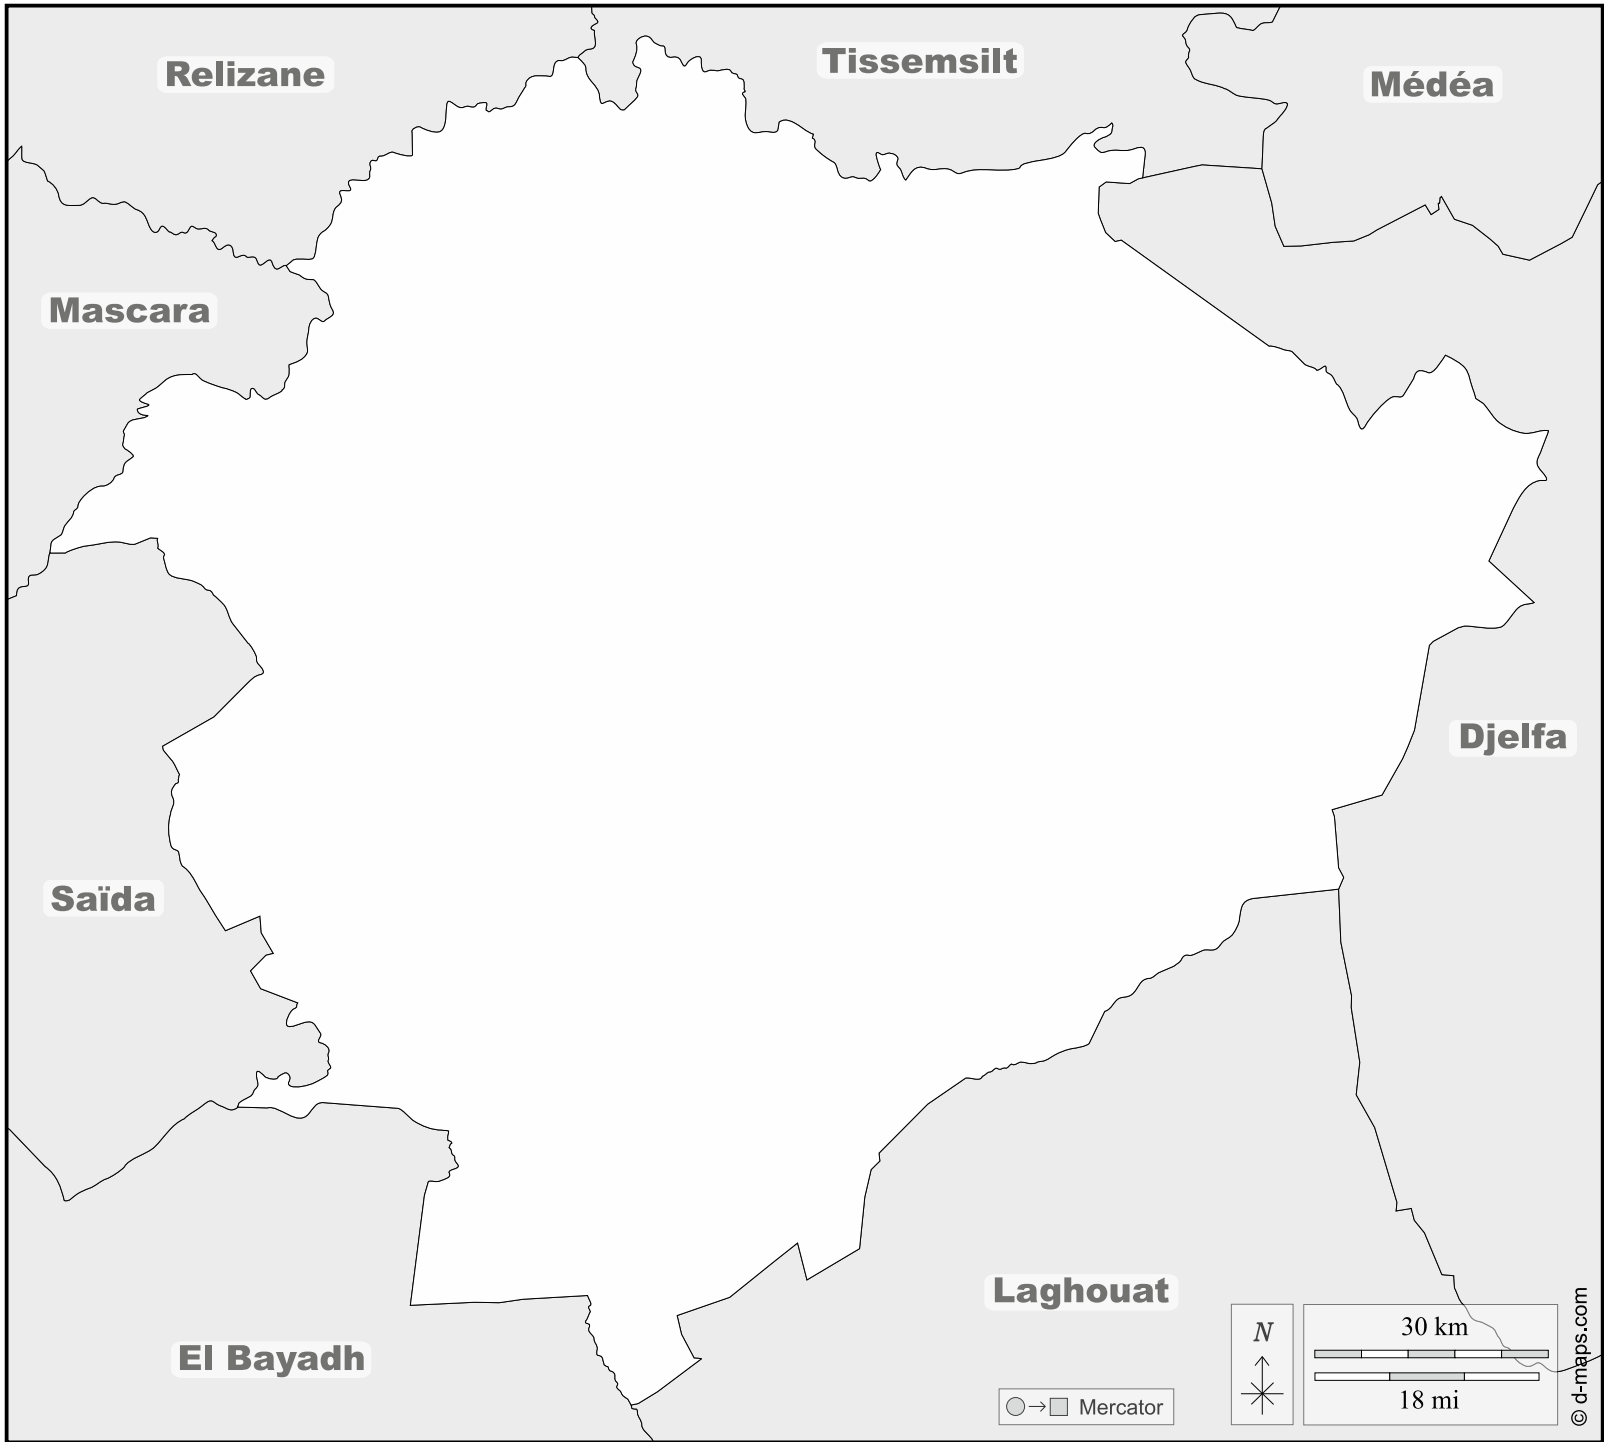 Tissemsilt
Relizane
Médéa
Mascara
Djelfa
Saïda
Laghouat
El Bayadh
N
30 km
18 mi
Mercator
© d-maps.com